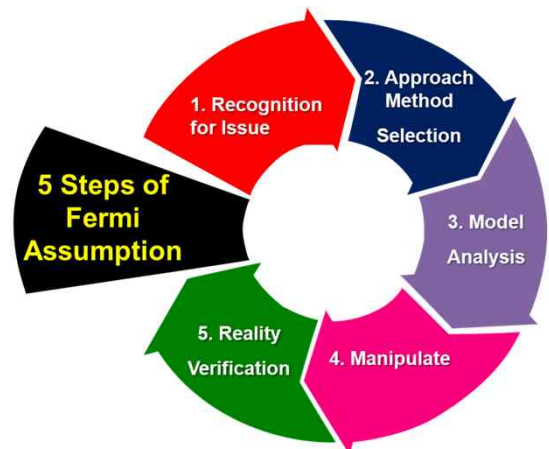 5 Steps of
Fermi
Assumption
1. Recognition
for Issue
2. Approach
Method
Selection
3. Model
Analysis
4. Manipulate
5. Reality
Verification